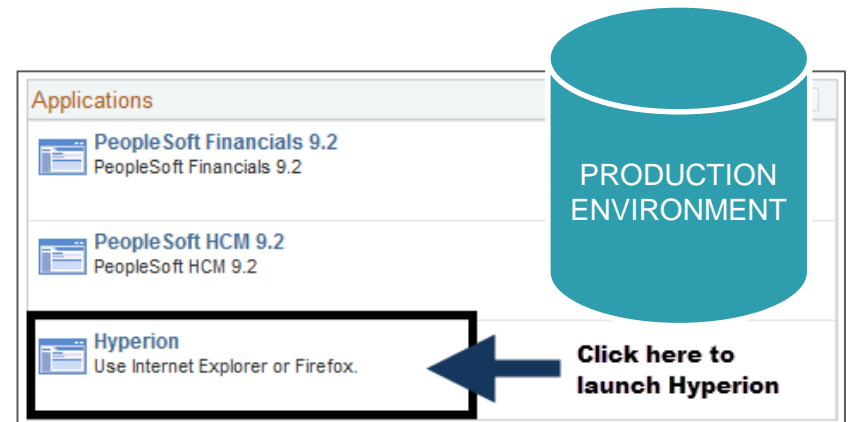 Applications
PeopleSoft Financials 9.2
PeopleSoft Financials 9.2
PeopleSoft HCM 9.2
PeopleSoft HCM 9.2
Hyperion
Use Internet Explorer or Firefox.
PRODUCTION
ENVIRONMENT
Click here to
launch Hyperion